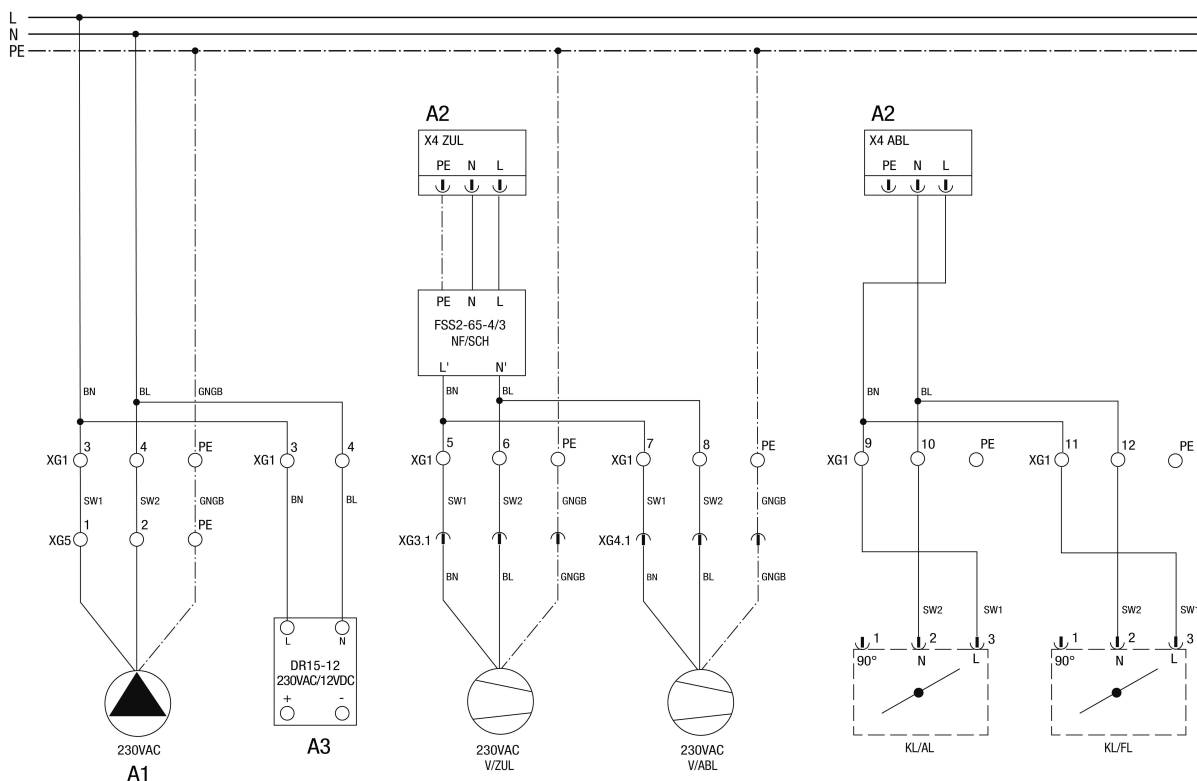 L
N
PE
A2
X4 ZUL
PE N L
A2
X4 ABL
PE N L
PE N L
FSS2-65-4/3
NF/SCH
L' N'
BN BL GNGB
BN BL
BN BL
3 4 PE 3 4
XG1 XG1
5 6 PE 7 8 PE
XG1 XG1
9 10 PE 11 12 PE
XG1 XG1
SW1 SW2 GNGB BN BL
SW1 SW2 GNGB SW1 SW2 GNGB
1 2 PE
XG5
XG3.1
XG4.1
BN BL GNGB BN BL GNGB
SW2 SW1 SW2 SW1
L N
DR15-12
230VAC/12VDC
+ -
A3
1 2 3
90° N L
KL/AL
1 2 3
90° N L
KL/FL
230VAC
A1
230VAC
V/ZUL
230VAC
V/ABL